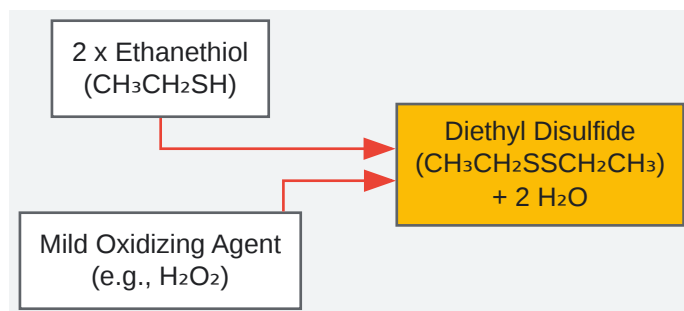 2 x Ethanethiol
(CH₃CH₂SH)
Mild Oxidizing Agent
(e.g., H₂O₂)
Diethyl Disulfide
(CH₃CH₂SSCH₂CH₃)
+ 2 H₂O